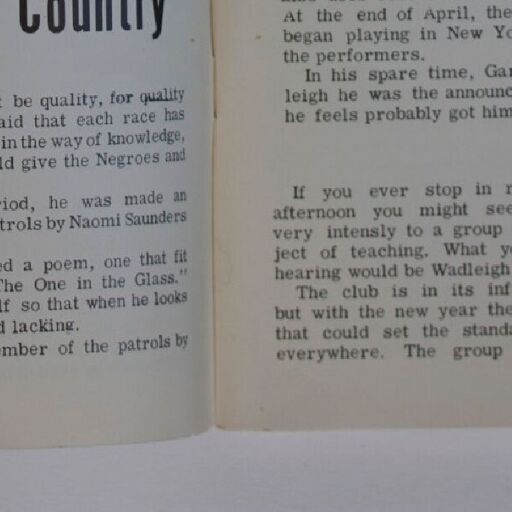 Country
be quality, for quality
aid that each race has
in the way of knowledge,
ld give the Negroes and
riod, he was made an
trols by Naomi Saunders
ed a poem, one that fit
The One in the Glass."
lf so that when he looks
d lacking.
ember of the patrols by
At the end of April, the
began playing in New Yo
the performers.
In his spare time, Gar
leigh he was the announc
he feels probably got him
If you ever stop in r
afternoon you might see
very intensly to a group
ject of teaching. What y
hearing would be Wadleigh
The club is in its inf
but with the new year the
that could set the standa
everywhere. The group